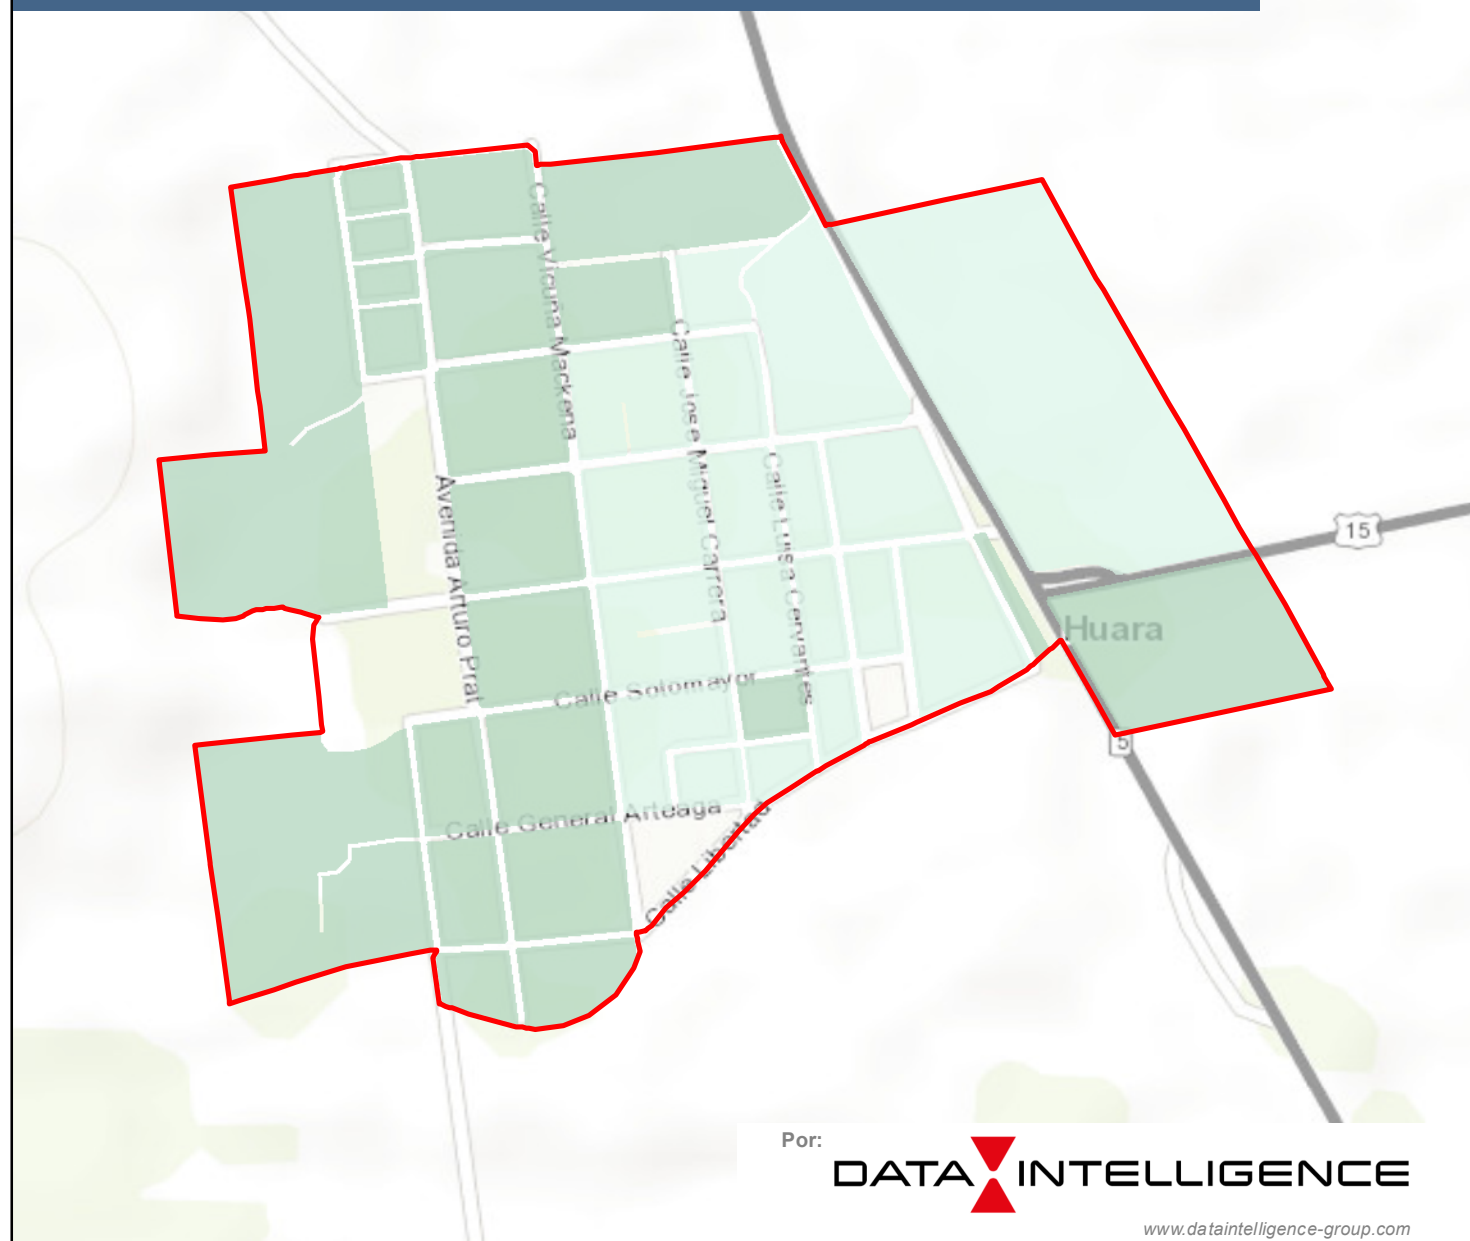 Calle Vicuña Mackena
Calle Jose Miguel Carrera
Calle Luisa Cervantes
Avenida Arturo Prat
15
Huara
Calle Solomayor
5
Calle General Arteaga
Calle Libertad
Por:
DATA INTELLIGENCE
www.dataintelligence-group.com